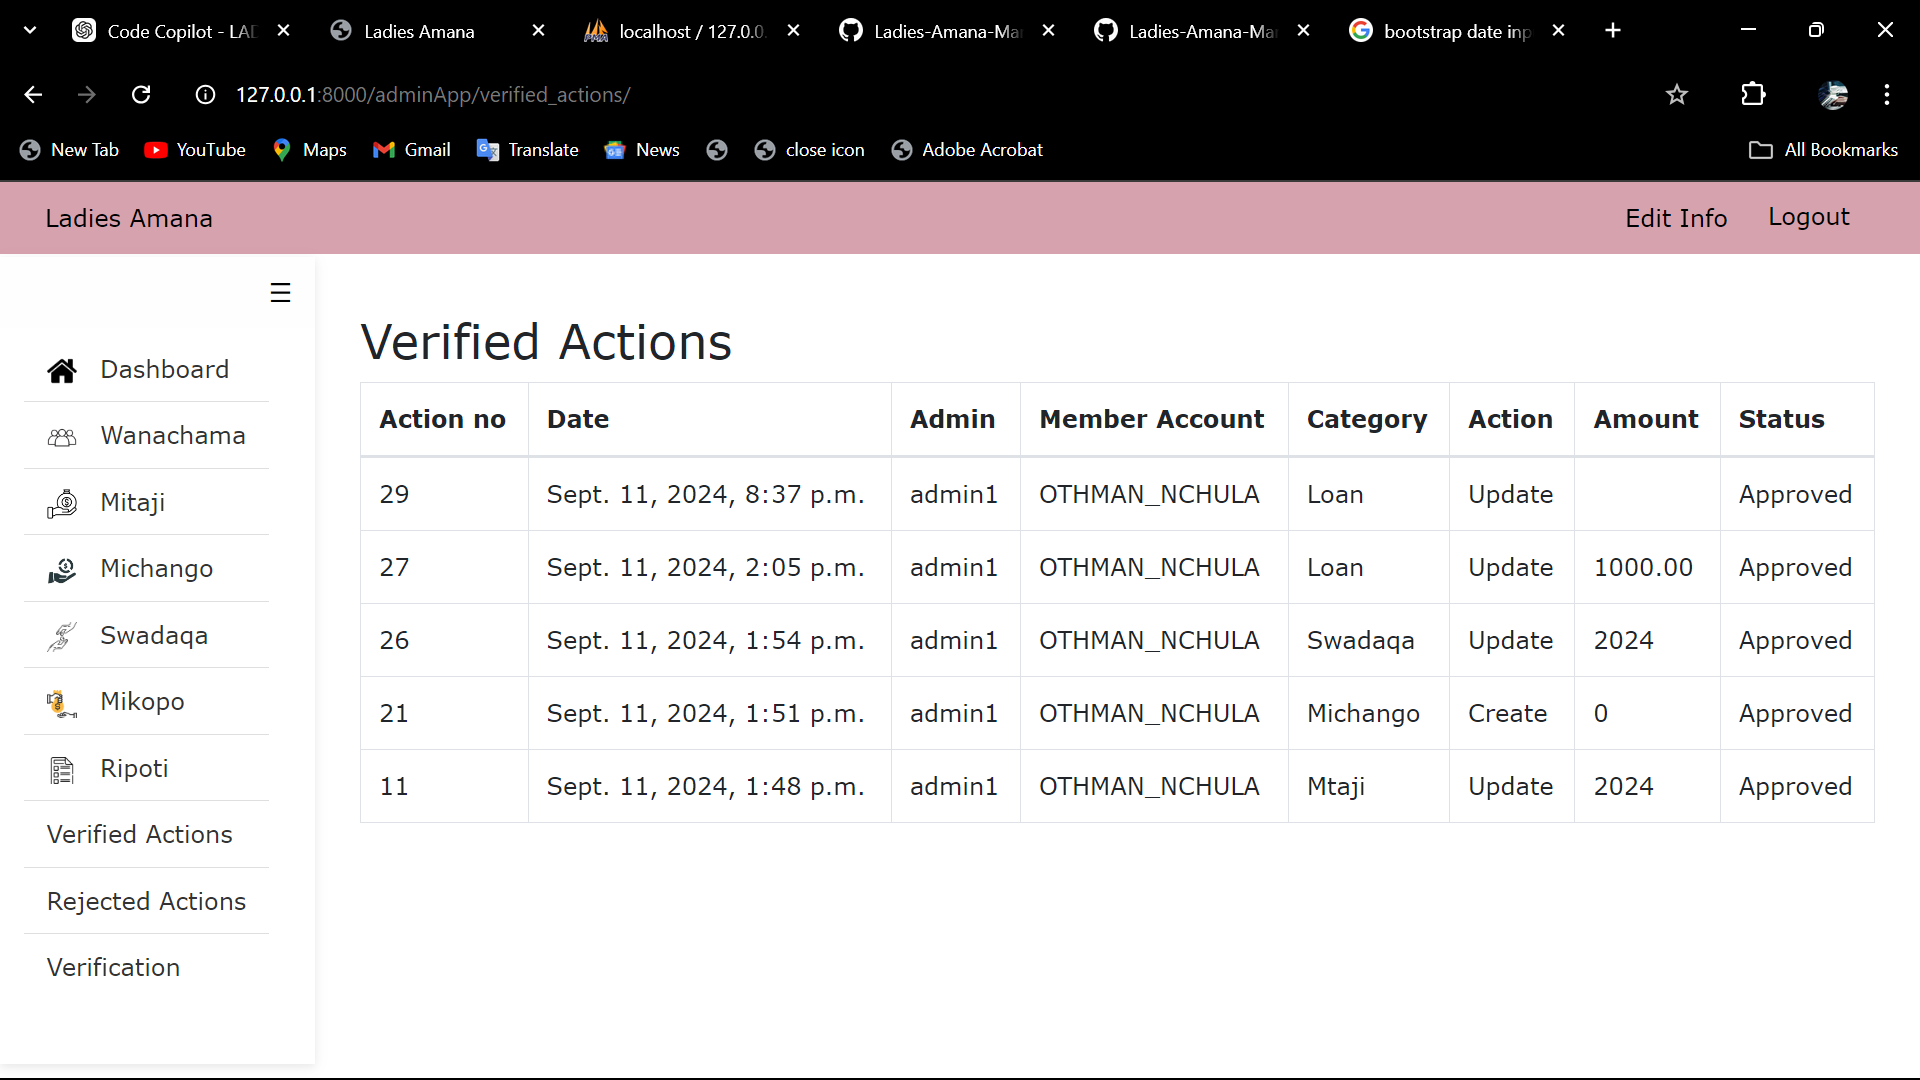 Code Copilot - LAD
Ladies Amana
localhost / 127.0.0.
Ladies-Amana-Ma
Ladies-Amana-Ma
bootstrap date inp
127.0.0.1:8000/adminApp/verified_actions/
New Tab
YouTube
Maps
Gmail
Translate
News
close icon
Adobe Acrobat
All Bookmarks
Ladies Amana
Edit Info
Logout
Dashboard
Wanachama
Mitaji
Michango
Swadaqa
Mikopo
Ripoti
Verified Actions
Rejected Actions
Verification
Verified Actions
Action no Date Admin Member Account Category Action Amount Status
29 Sept. 11, 2024, 8:37 p.m. admin1 OTHMAN_NCHULA Loan Update Approved
27 Sept. 11, 2024, 2:05 p.m. admin1 OTHMAN_NCHULA Loan Update 1000.00 Approved
26 Sept. 11, 2024, 1:54 p.m. admin1 OTHMAN_NCHULA Swadaqa Update 2024 Approved
21 Sept. 11, 2024, 1:51 p.m. admin1 OTHMAN_NCHULA Michango Create 0 Approved
11 Sept. 11, 2024, 1:48 p.m. admin1 OTHMAN_NCHULA Mtaji Update 2024 Approved